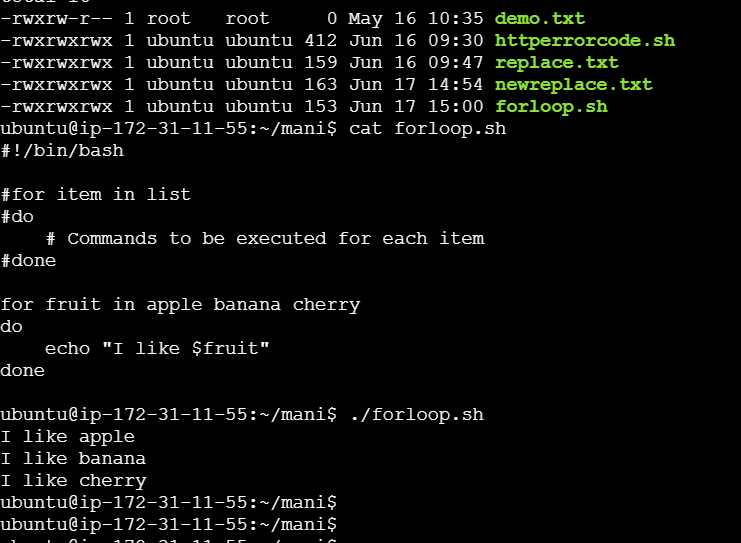 -rwxrw-r-- 1 root   root     0 May 16 10:35 demo.txt
-rwxrwxrwx 1 ubuntu ubuntu 412 Jun 16 09:30 httperrorcode.sh
-rwxrwxrwx 1 ubuntu ubuntu 159 Jun 16 09:47 replace.txt
-rwxrwxrwx 1 ubuntu ubuntu 163 Jun 17 14:54 newreplace.txt
-rwxrwxrwx 1 ubuntu ubuntu 153 Jun 17 15:00 forloop.sh
ubuntu@ip-172-31-11-55:~/mani$ cat forloop.sh
#!/bin/bash

#for item in list
#do
    # Commands to be executed for each item
#done

for fruit in apple banana cherry
do
    echo "I like $fruit"
done

ubuntu@ip-172-31-11-55:~/mani$ ./forloop.sh
I like apple
I like banana
I like cherry
ubuntu@ip-172-31-11-55:~/mani$
ubuntu@ip-172-31-11-55:~/mani$